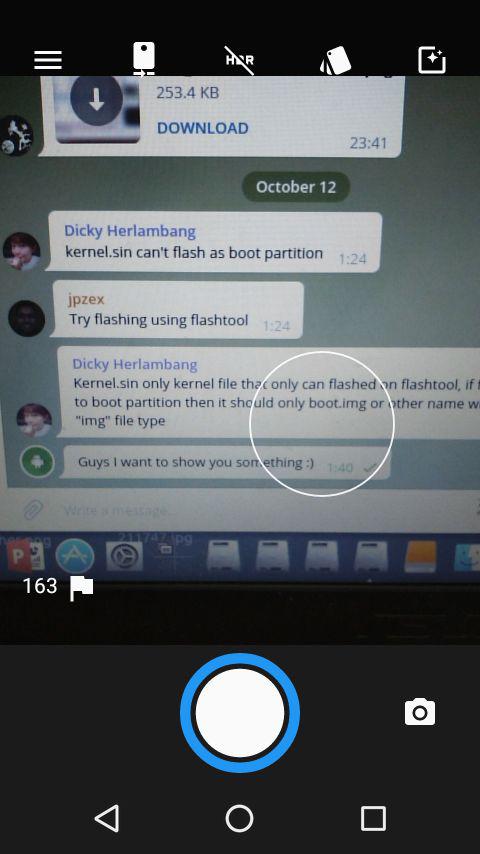 HDR
253.4 KB
DOWNLOAD
23:41
October 12
Dicky Herlambang
kernel.sin can't flash as boot partition
1:24
jpzex
Try flashing using flashtool
1:24
Dicky Herlambang
Kernel.sin only kernel file that only can flashed on flashtool, if
to boot partition then it should only boot.img or other name
"img" file type
Guys I want to show you something :)
1:40
Write a message...
211747.jpg
163